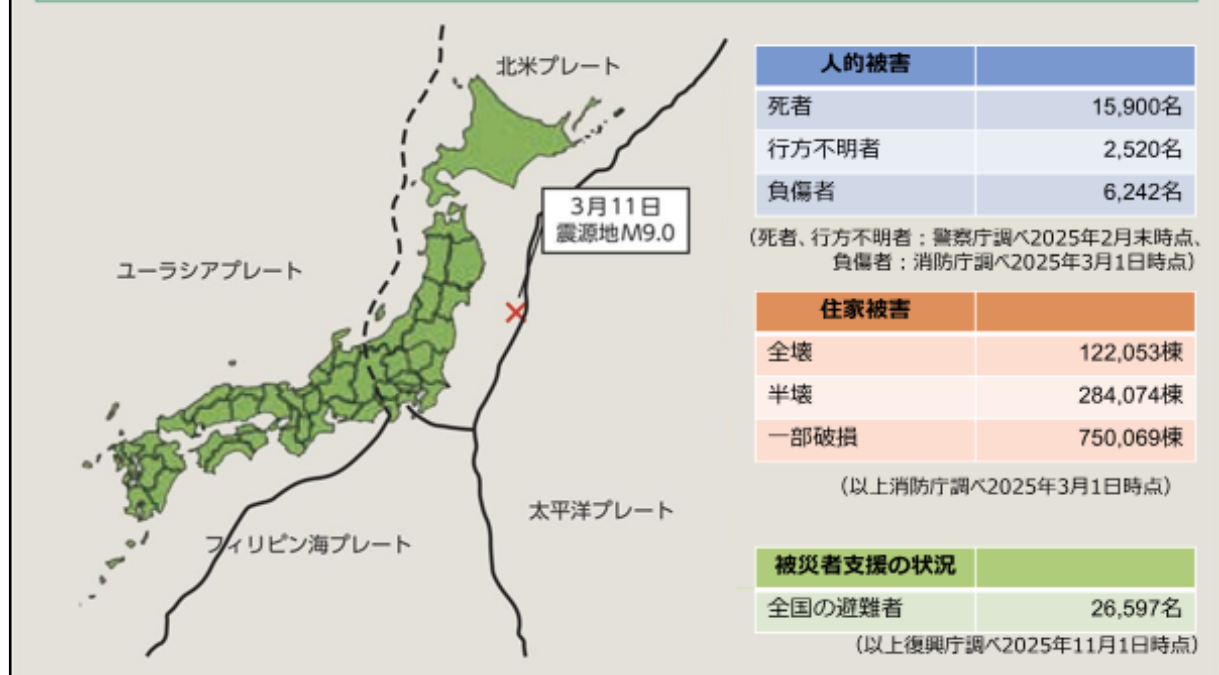 北米プレート
3月11日
震源地M9.0
ユーラシアプレート
太平洋プレート
フィリピン海プレート
人的被害
死者 15,900名
行方不明者 2,520名
負傷者 6,242名
（死者、行方不明者：警察庁調べ2025年2月末時点、
負傷者：消防庁調べ2025年3月1日時点）
住家被害
全壊 122,053棟
半壊 284,074棟
一部破損 750,069棟
（以上消防庁調べ2025年3月1日時点）
被災者支援の状況
全国の避難者 26,597名
（以上復興庁調べ2025年11月1日時点）